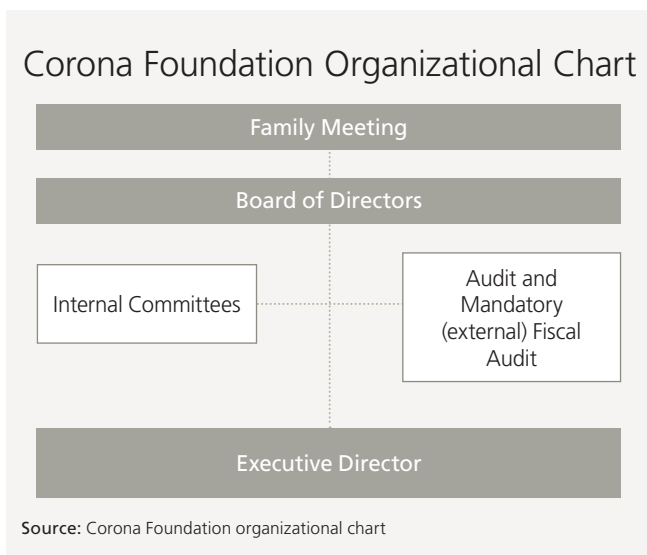 Corona Foundation Organizational Chart
Family Meeting
Board of Directors
Internal Committees
Audit and
Mandatory
(external) Fiscal
Audit
Executive Director
Source: Corona Foundation organizational chart